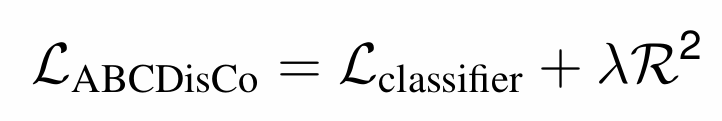 ℒ_ABCDisCo = ℒ_classifier + λℛ²